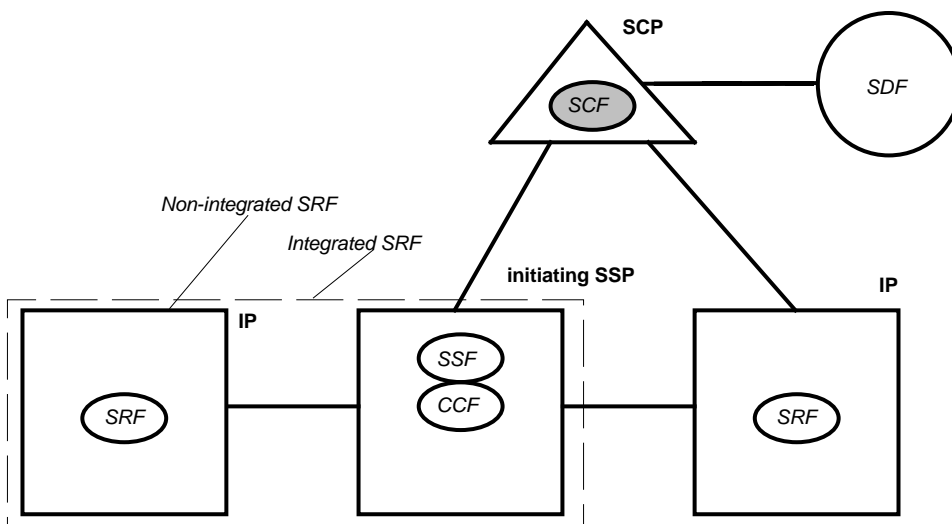 SCP
SCF
SDF
Non-integrated SRF
Integrated SRF
initiating SSP
IP
IP
SSF
CCF
SRF
SRF